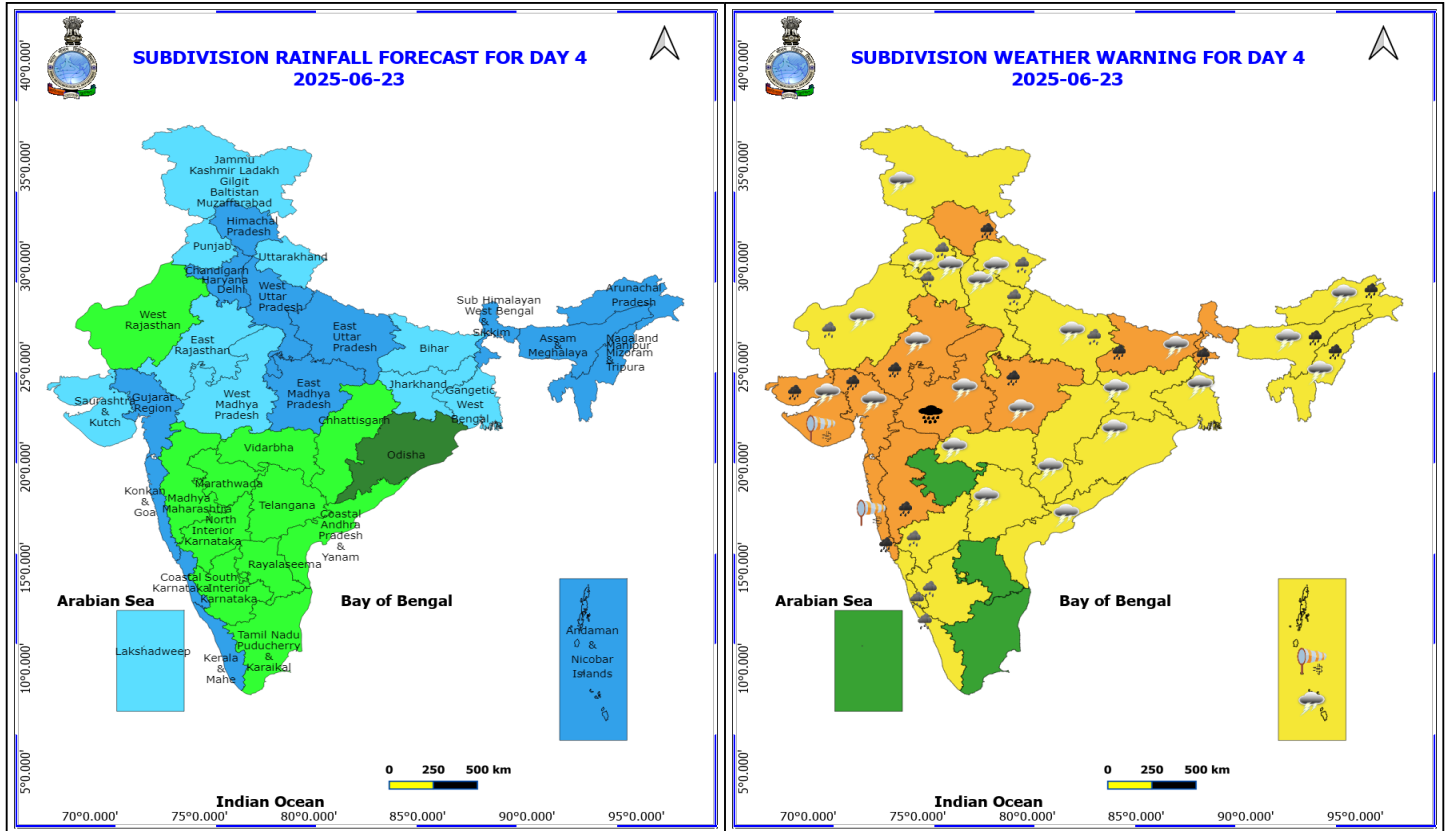 SUBDIVISION RAINFALL FORECAST FOR DAY 4
2025-06-23
40°0.000'
35°0.000'
30°0.000'
25°0.000'
20°0.000'
15°0.000'
10°0.000'
5°0.000'
Jammu
Kashmir Ladakh
Gilgit
Baltistan
Muzaffarabad
Himachal
Pradesh
Punjab
Uttarakhand
Chandigarh
Haryana
Delhi
West
Uttar
Pradesh
West
Rajasthan
East
Rajasthan
East
Uttar
Pradesh
Bihar
Sub Himalayan
West Bengal
&
Sikkim
Arunachal
Pradesh
Assam
&
Meghalaya
Nagaland
Manipur
Mizoram
&
Tripura
Saurashtra
&
Kutch
Gujarat
Region
West
Madhya
Pradesh
East
Madhya
Pradesh
Jharkhand
Gangetic
West
Bengal
Chhattisgarh
Odisha
Vidarbha
Marathwada
Konkan
&
Goa
Madhya
Maharashtra
North
Interior
Karnataka
Telangana
Coastal
Andhra
Pradesh
&
Yanam
Rayalaseema
Coastal
Karnataka
South
Interior
Karnataka
Arabian Sea
Bay of Bengal
Lakshadweep
Kerala
&
Mahe
Tamil Nadu
Puducherry
&
Karaikal
Andaman
&
Nicobar
Islands
0 250 500 km
Indian Ocean
70°0.000' 75°0.000' 80°0.000' 85°0.000' 90°0.000' 95°0.000'
SUBDIVISION WEATHER WARNING FOR DAY 4
2025-06-23
40°0.000'
35°0.000'
30°0.000'
25°0.000'
20°0.000'
15°0.000'
10°0.000'
5°0.000'
Arabian Sea
Bay of Bengal
0 250 500 km
Indian Ocean
70°0.000' 75°0.000' 80°0.000' 85°0.000' 90°0.000' 95°0.000'